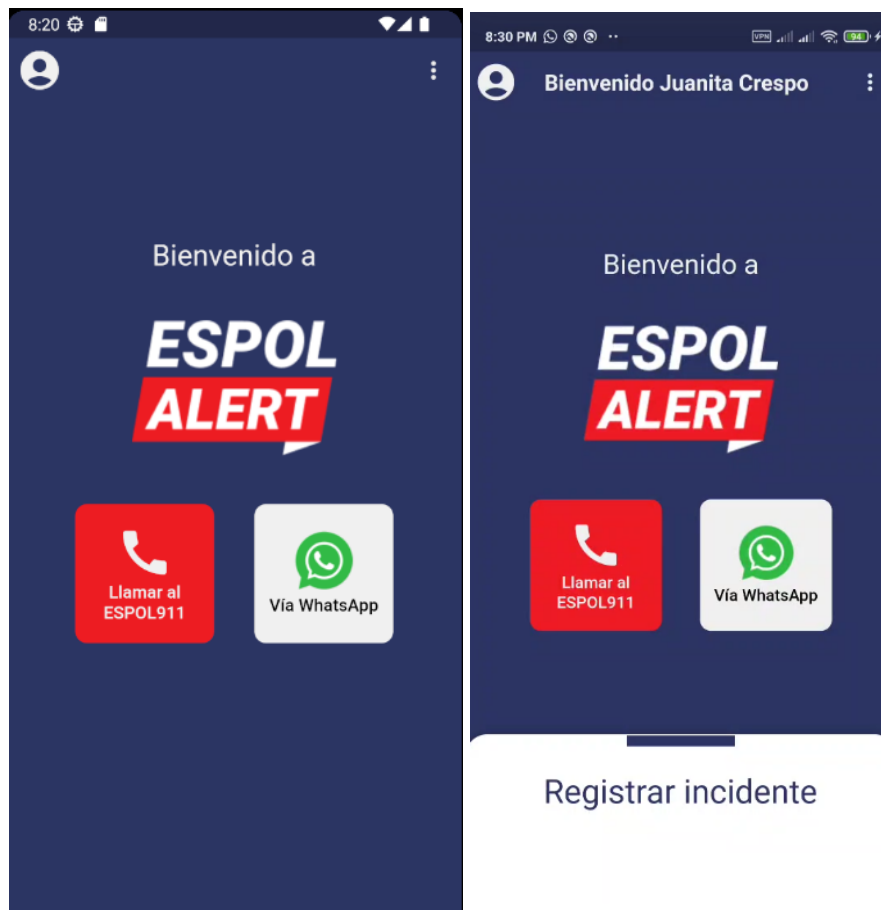 8:20
Bienvenido a
ESPOL
ALERT
Llamar al
ESPOL911
Vía WhatsApp
8:30 PM
VPN
94
Bienvenido Juanita Crespo
Bienvenido a
ESPOL
ALERT
Llamar al
ESPOL911
Vía WhatsApp
Registrar incidente